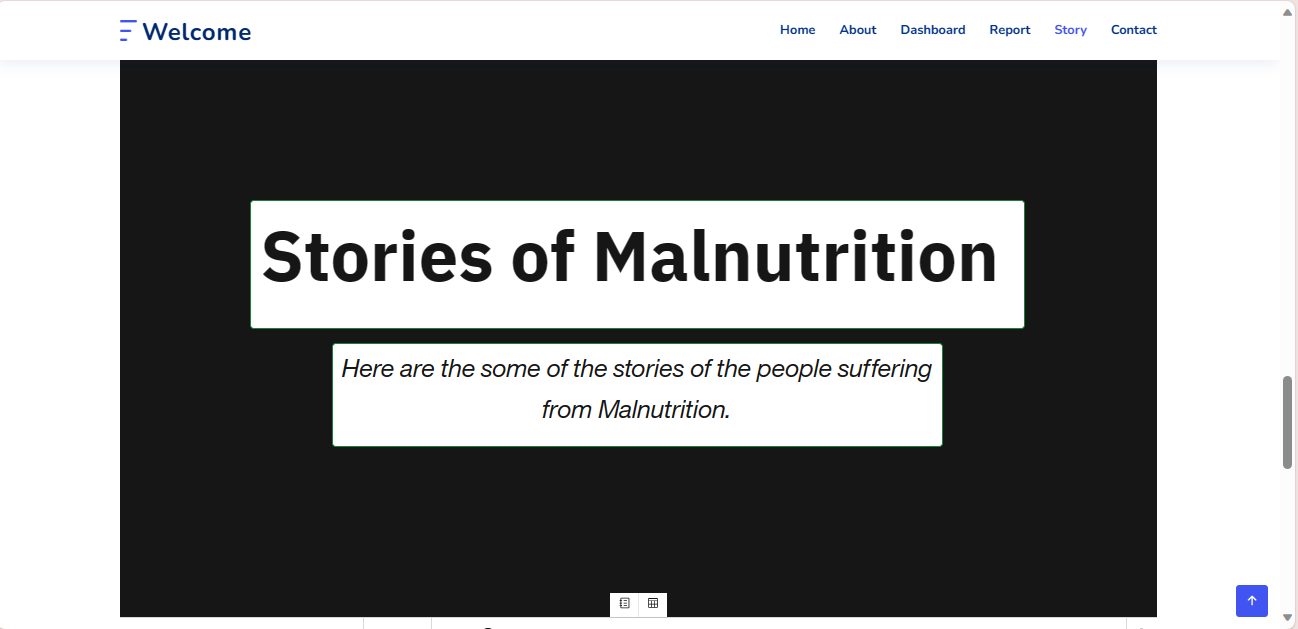 Welcome
Home About Dashboard Report Story Contact
Stories of Malnutrition
Here are the some of the stories of the people suffering
from Malnutrition.